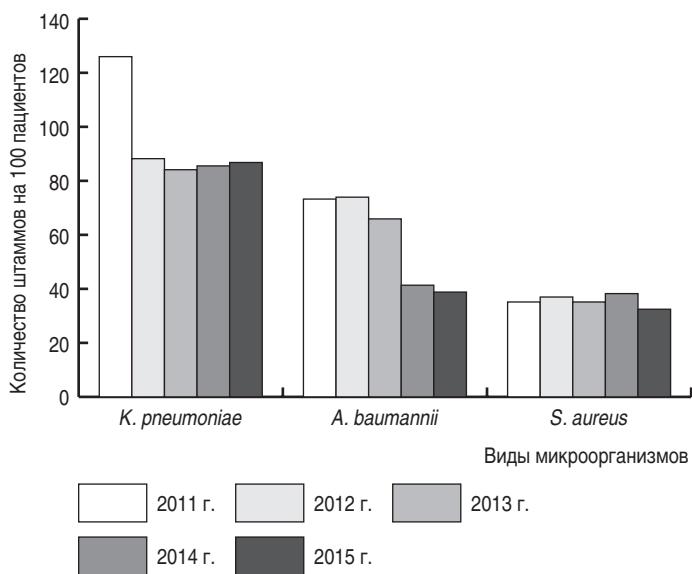 Количество штаммов на 100 пациентов
140
120
100
80
60
40
20
0
K. pneumoniae A. baumannii S. aureus
Виды микроорганизмов
2011 г. 2012 г. 2013 г.
2014 г. 2015 г.